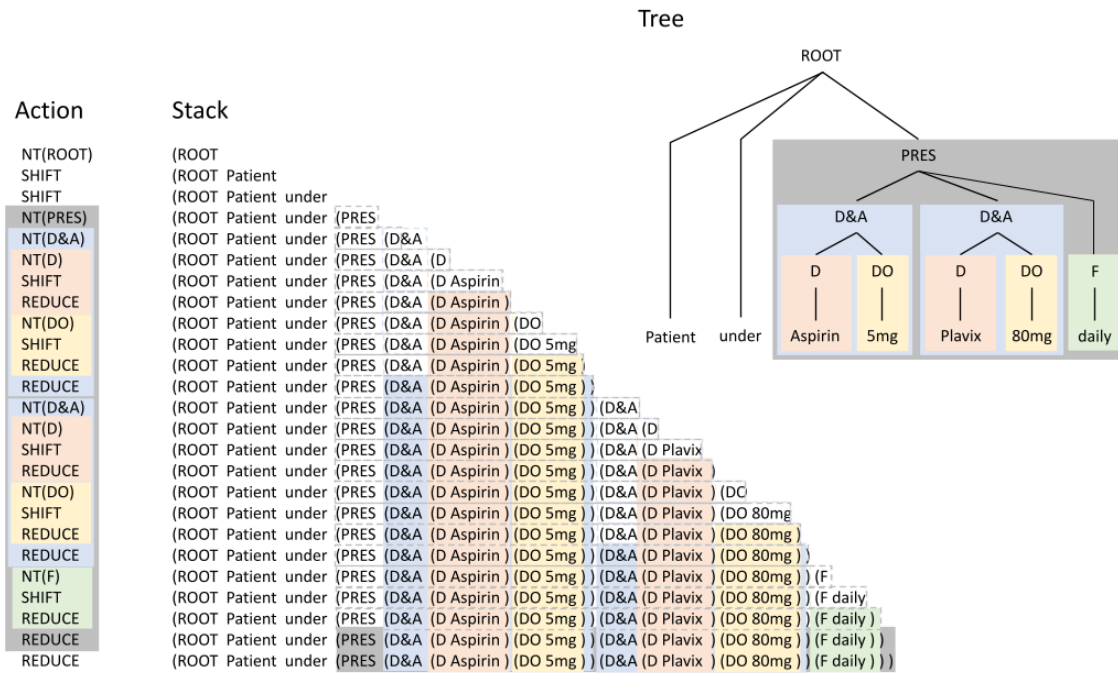 Tree
ROOT
Action Stack
NT(ROOT) (ROOT
SHIFT (ROOT Patient
SHIFT (ROOT Patient under
NT(PRES) (ROOT Patient under (PRES
NT(D&A) (ROOT Patient under (PRES (D&A
NT(D) (ROOT Patient under (PRES (D&A (D
SHIFT (ROOT Patient under (PRES (D&A (D Aspirin
REDUCE (ROOT Patient under (PRES (D&A (D Aspirin )
NT(DO) (ROOT Patient under (PRES (D&A (D Aspirin ) (DO
SHIFT (ROOT Patient under (PRES (D&A (D Aspirin ) (DO 5mg
REDUCE (ROOT Patient under (PRES (D&A (D Aspirin ) (DO 5mg )
REDUCE (ROOT Patient under (PRES (D&A (D Aspirin ) (DO 5mg ) )
NT(D&A) (ROOT Patient under (PRES (D&A (D Aspirin ) (DO 5mg ) ) (D&A
NT(D) (ROOT Patient under (PRES (D&A (D Aspirin ) (DO 5mg ) ) (D&A (D
SHIFT (ROOT Patient under (PRES (D&A (D Aspirin ) (DO 5mg ) ) (D&A (D Plavix
REDUCE (ROOT Patient under (PRES (D&A (D Aspirin ) (DO 5mg ) ) (D&A (D Plavix )
NT(DO) (ROOT Patient under (PRES (D&A (D Aspirin ) (DO 5mg ) ) (D&A (D Plavix ) (DO
SHIFT (ROOT Patient under (PRES (D&A (D Aspirin ) (DO 5mg ) ) (D&A (D Plavix ) (DO 80mg
REDUCE (ROOT Patient under (PRES (D&A (D Aspirin ) (DO 5mg ) ) (D&A (D Plavix ) (DO 80mg )
REDUCE (ROOT Patient under (PRES (D&A (D Aspirin ) (DO 5mg ) ) (D&A (D Plavix ) (DO 80mg ) )
NT(F) (ROOT Patient under (PRES (D&A (D Aspirin ) (DO 5mg ) ) (D&A (D Plavix ) (DO 80mg ) ) (F
SHIFT (ROOT Patient under (PRES (D&A (D Aspirin ) (DO 5mg ) ) (D&A (D Plavix ) (DO 80mg ) ) (F daily
REDUCE (ROOT Patient under (PRES (D&A (D Aspirin ) (DO 5mg ) ) (D&A (D Plavix ) (DO 80mg ) ) (F daily )
REDUCE (ROOT Patient under (PRES (D&A (D Aspirin ) (DO 5mg ) ) (D&A (D Plavix ) (DO 80mg ) ) (F daily ) )
REDUCE (ROOT Patient under (PRES (D&A (D Aspirin ) (DO 5mg ) ) (D&A (D Plavix ) (DO 80mg ) ) (F daily ) ) )
PRES
D&A D&A
D DO D DO F
Patient under Aspirin 5mg Plavix 80mg daily